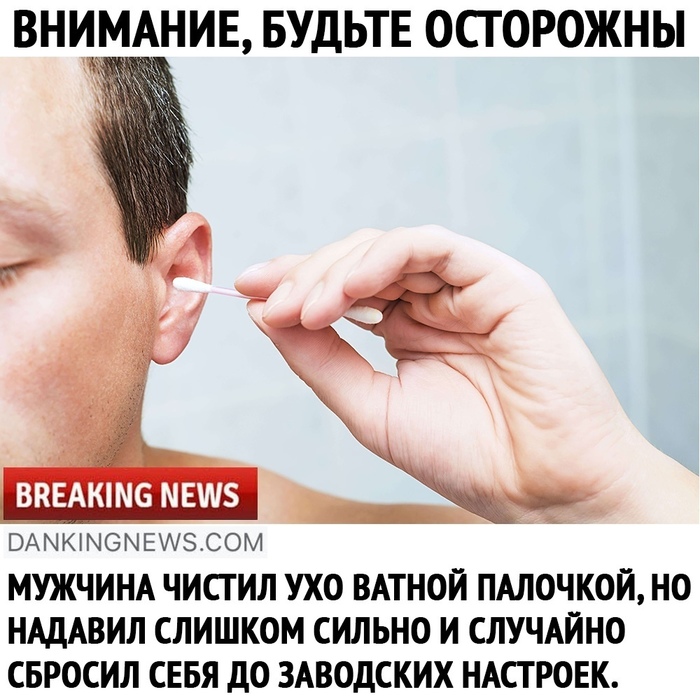 ВНИМАНИЕ, БУДЬТЕ ОСТОРОЖНЫ
BREAKING NEWS
DANKINGNEWS.COM
МУЖЧИНА ЧИСТИЛ УХО ВАТНОЙ ПАЛОЧКОЙ, НО
НАДАВИЛ СЛИШКОМ СИЛЬНО И СЛУЧАЙНО
СБРОСИЛ СЕБЯ ДО ЗАВОДСКИХ НАСТРОЕК.